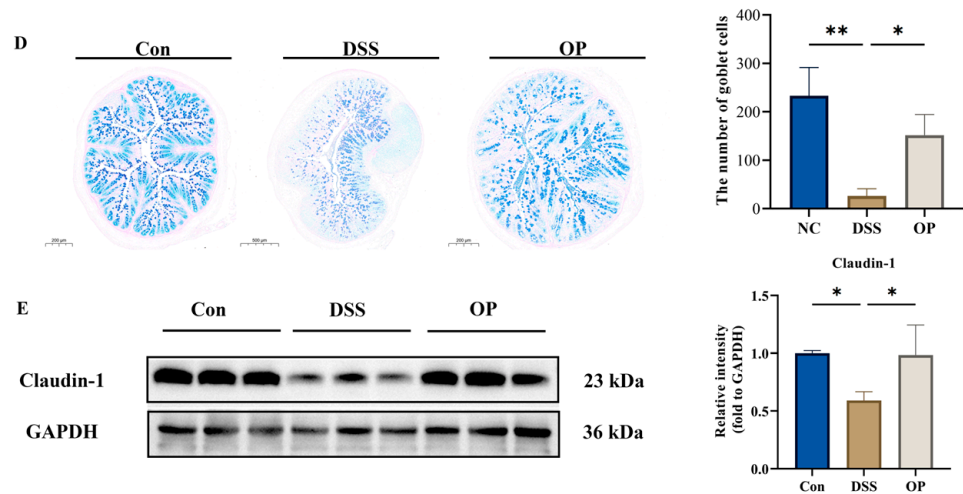 D
Con
DSS
OP
200 μm
500 μm
200 μm
The number of goblet cells
400
300
200
100
0
**
*
NC
DSS
OP
E
Con
DSS
OP
Claudin-1
23 kDa
GAPDH
36 kDa
Claudin-1
Relative intensity
(fold to GAPDH)
1.5
1.0
0.5
0.0
*
*
Con
DSS
OP